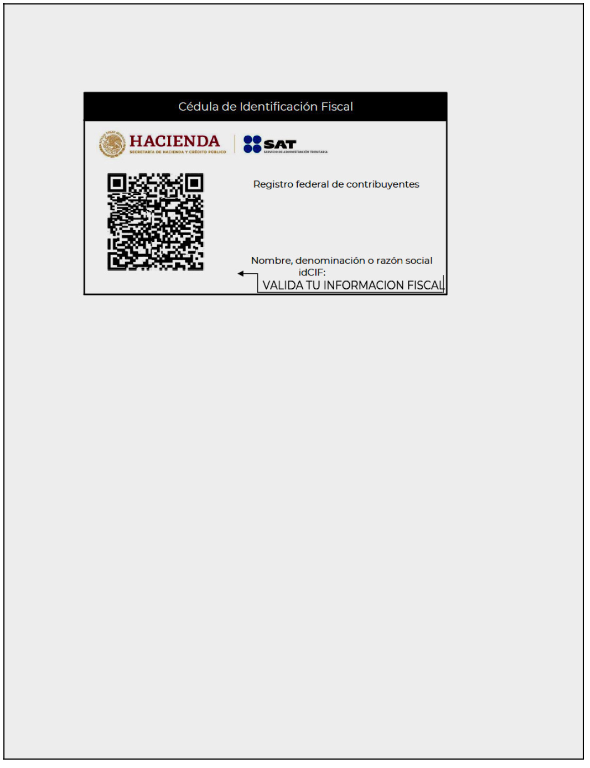 Cédula de Identificación Fiscal
HACIENDA
SECRETARÍA DE HACIENDA Y CRÉDITO PÚBLICO
SAT
SERVICIO DE ADMINISTRACIÓN TRIBUTARIA
Registro federal de contribuyentes
Nombre, denominación o razón social
idCIF:
VALIDA TU INFORMACION FISCAL